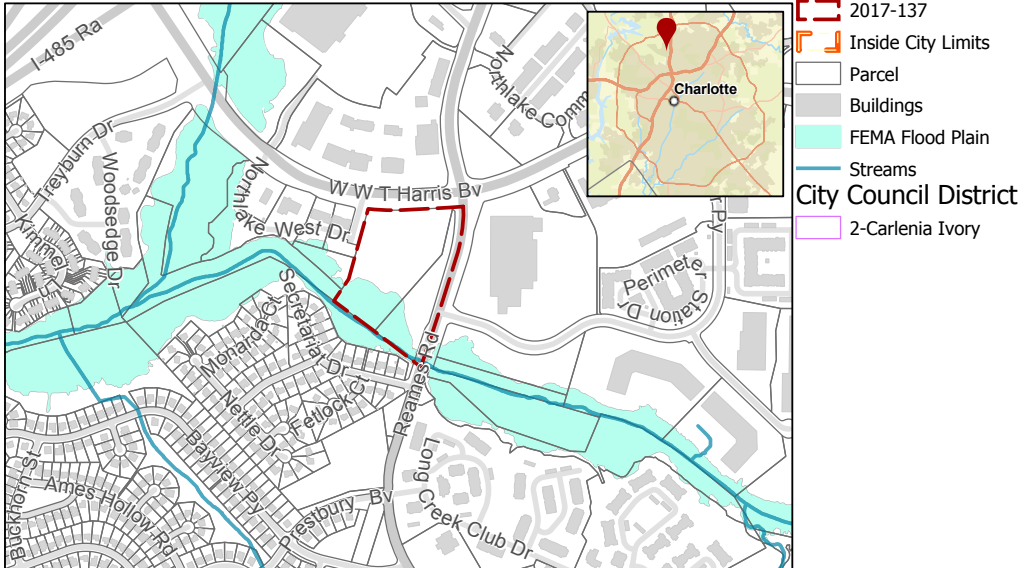 2017-137
Inside City Limits
Parcel
Buildings
FEMA Flood Plain
Streams
City Council District
2-Carlenia Ivory
Charlotte
I-485 Ra
Treyburn Dr
Woodsedge Dr
Kimmel
Northlake
West Dr
W W T Harris Bv
Northlake Comm
Perimeter Station Dr
r Py
Secretariat Dr
Monarda Ct
Nettle Dr
Fetlock Ct
Reames Rd
Bayview Py
Prestbury Bv
Long Creek Club Dr
Ames Hollow Rd
Buckhorn St